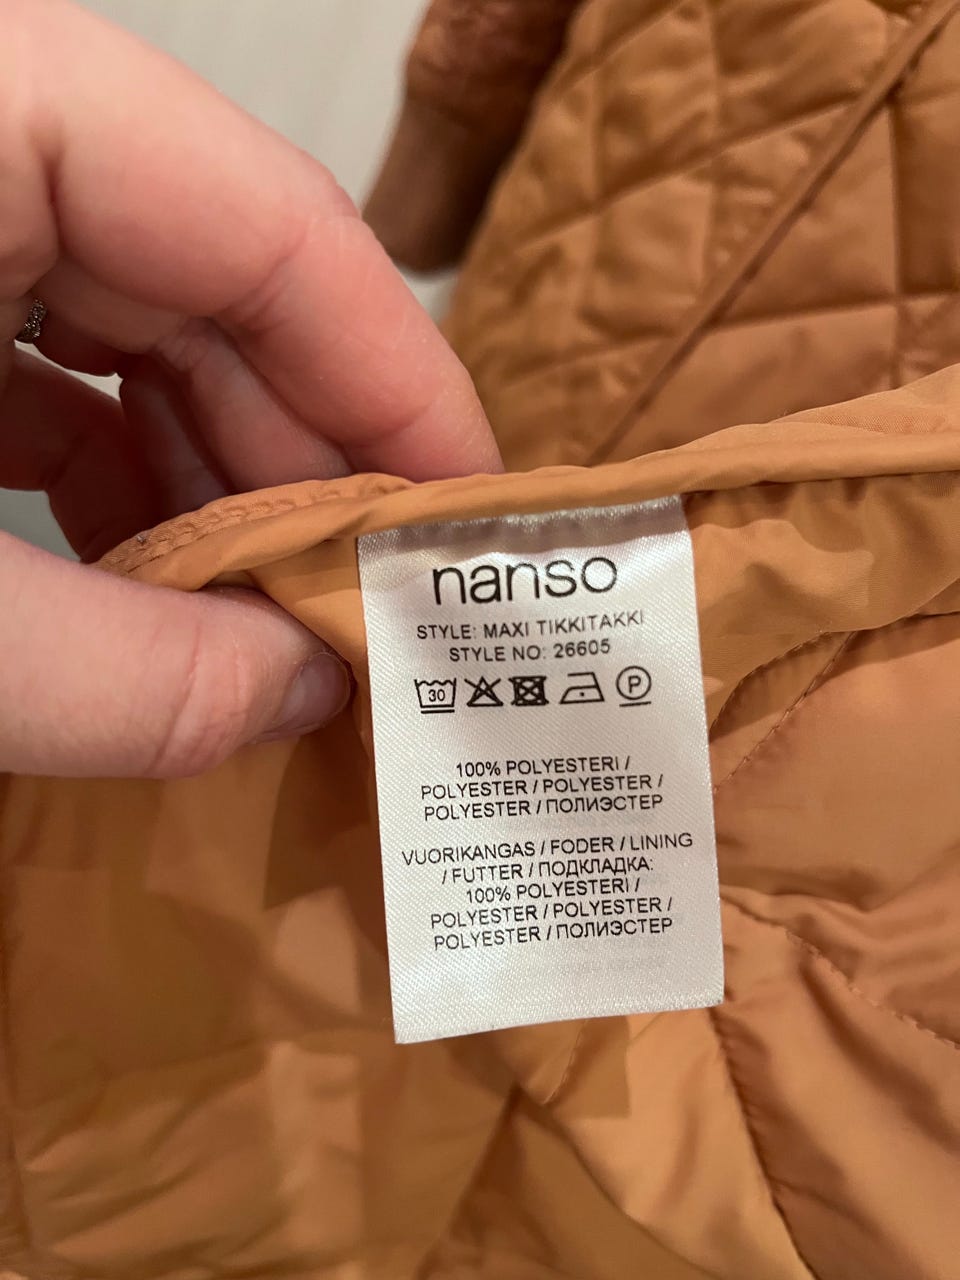 nanso
STYLE: MAXI TIKKITAKKI
STYLE NO: 26605
30 P
100% POLYESTERI /
POLYESTER / POLYESTER /
POLYESTER / ПОЛИЭСТЕР
VUORIKANGAS / FODER / LINING
/ FUTTER / ПОДКЛАДКА:
100% POLYESTERI /
POLYESTER / POLYESTER /
POLYESTER / ПОЛИЭСТЕР